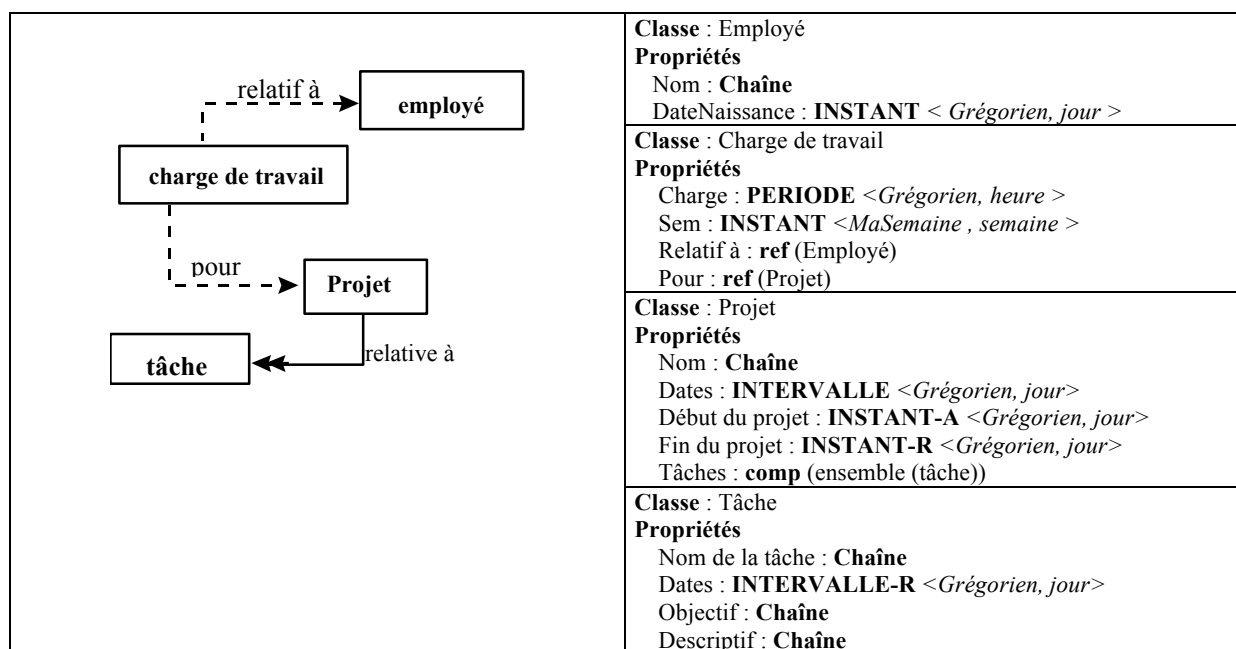 relatif à
employé
charge de travail
pour
Projet
relative à
tâche
Classe : Employé
Propriétés
Nom : Chaîne
DateNaissance : INSTANT < Grégorien, jour >
Classe : Charge de travail
Propriétés
Charge : PERIODE <Grégorien, heure >
Sem : INSTANT <MaSemaine , semaine >
Relatif à : ref (Employé)
Pour : ref (Projet)
Classe : Projet
Propriétés
Nom : Chaîne
Dates : INTERVALLE <Grégorien, jour>
Début du projet : INSTANT-A <Grégorien, jour>
Fin du projet : INSTANT-R <Grégorien, jour>
Tâches : comp (ensemble (tâche))
Classe : Tâche
Propriétés
Nom de la tâche : Chaîne
Dates : INTERVALLE-R <Grégorien, jour>
Objectif : Chaîne
Descriptif : Chaîne